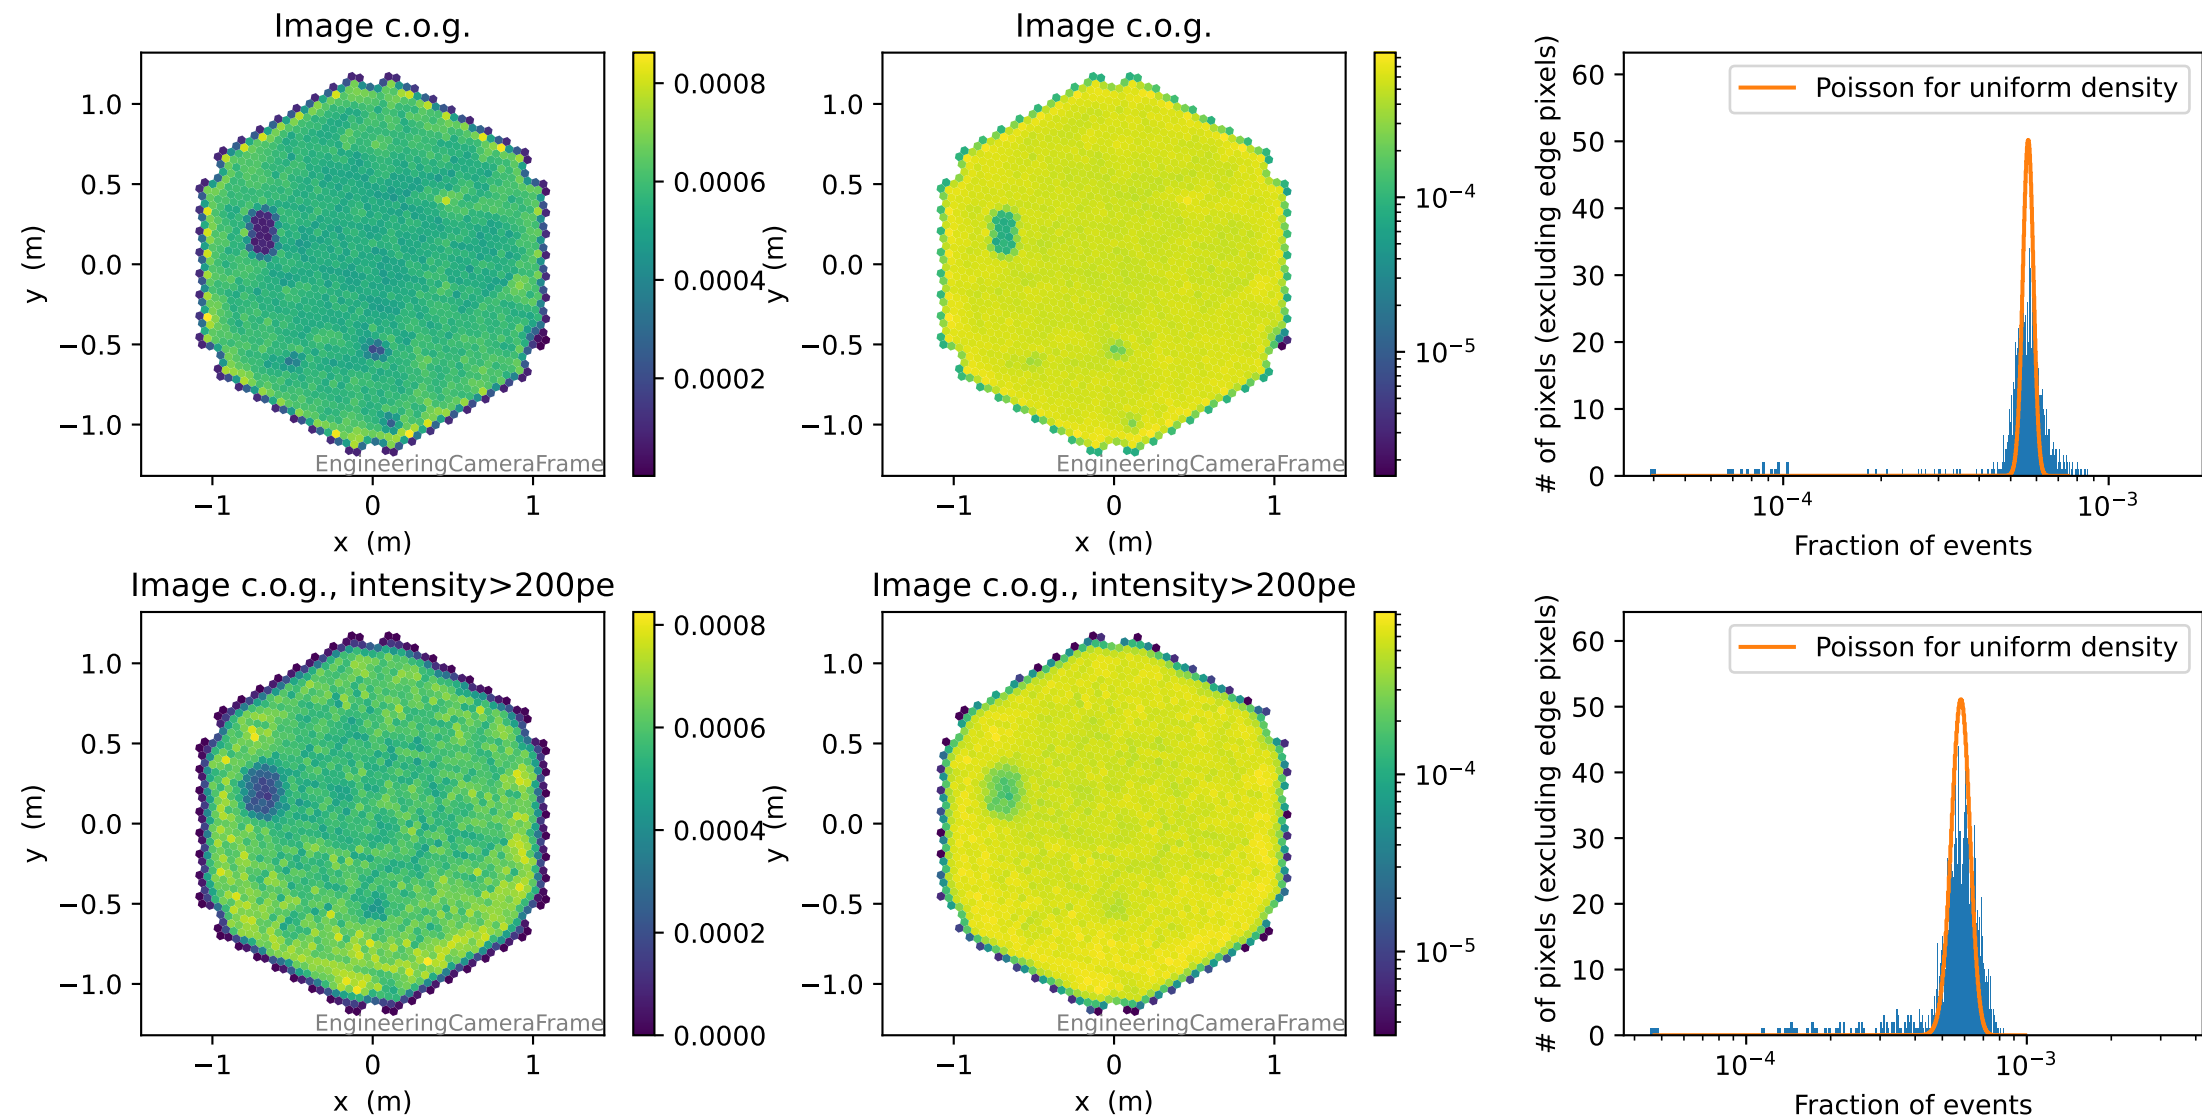 Image c.o.g.
1.0
0.5
0.0
−0.5
−1.0
y (m)
−1
0
1
x (m)
EngineeringCameraFrame
0.0008
0.0006
0.0004
0.0002
Image c.o.g.
1.0
0.5
0.0
−0.5
−1.0
y (m)
−1
0
1
x (m)
EngineeringCameraFrame
10⁻⁴
10⁻⁵
# of pixels (excluding edge pixels)
60
50
40
30
20
10
0
Poisson for uniform density
10⁻⁴
10⁻³
Fraction of events
Image c.o.g., intensity>200pe
1.0
0.5
0.0
−0.5
−1.0
y (m)
−1
0
1
x (m)
EngineeringCameraFrame
0.0008
0.0006
0.0004
0.0002
0.0000
Image c.o.g., intensity>200pe
1.0
0.5
0.0
−0.5
−1.0
y (m)
−1
0
1
x (m)
EngineeringCameraFrame
10⁻⁴
10⁻⁵
# of pixels (excluding edge pixels)
60
50
40
30
20
10
0
Poisson for uniform density
10⁻⁴
10⁻³
Fraction of events